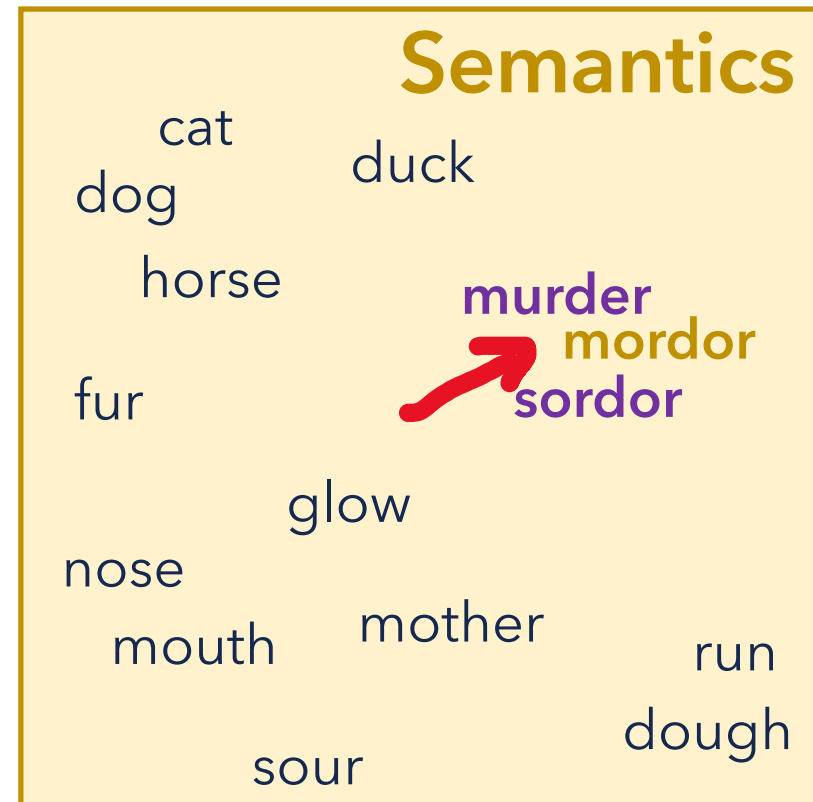 Semantics
cat
duck
dog
horse
murder
mordor
sordor
fur
glow
nose
mother
mouth
run
dough
sour